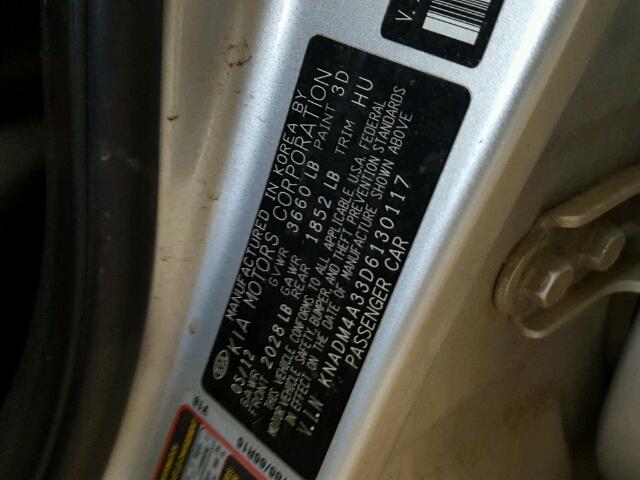 V.
MANUFACTURED IN KOREA BY
KIA MOTORS CORPORATION
05/12 GVWR 3660 LB PAINT 3D
GAWR FRONT 2028 LB GAWR REAR 1852 LB TRIM HU
VEHICLE CONFORMS TO ALL APPLICABLE U.S.A. FEDERAL
VEHICLE SAFETY, BUMPER, AND THEFT PREVENTION STANDARDS
IN EFFECT ON THE DATE OF MANUFACTURE SHOWN ABOVE
V.I.N KNADM4A33D6130117
PASSENGER CAR